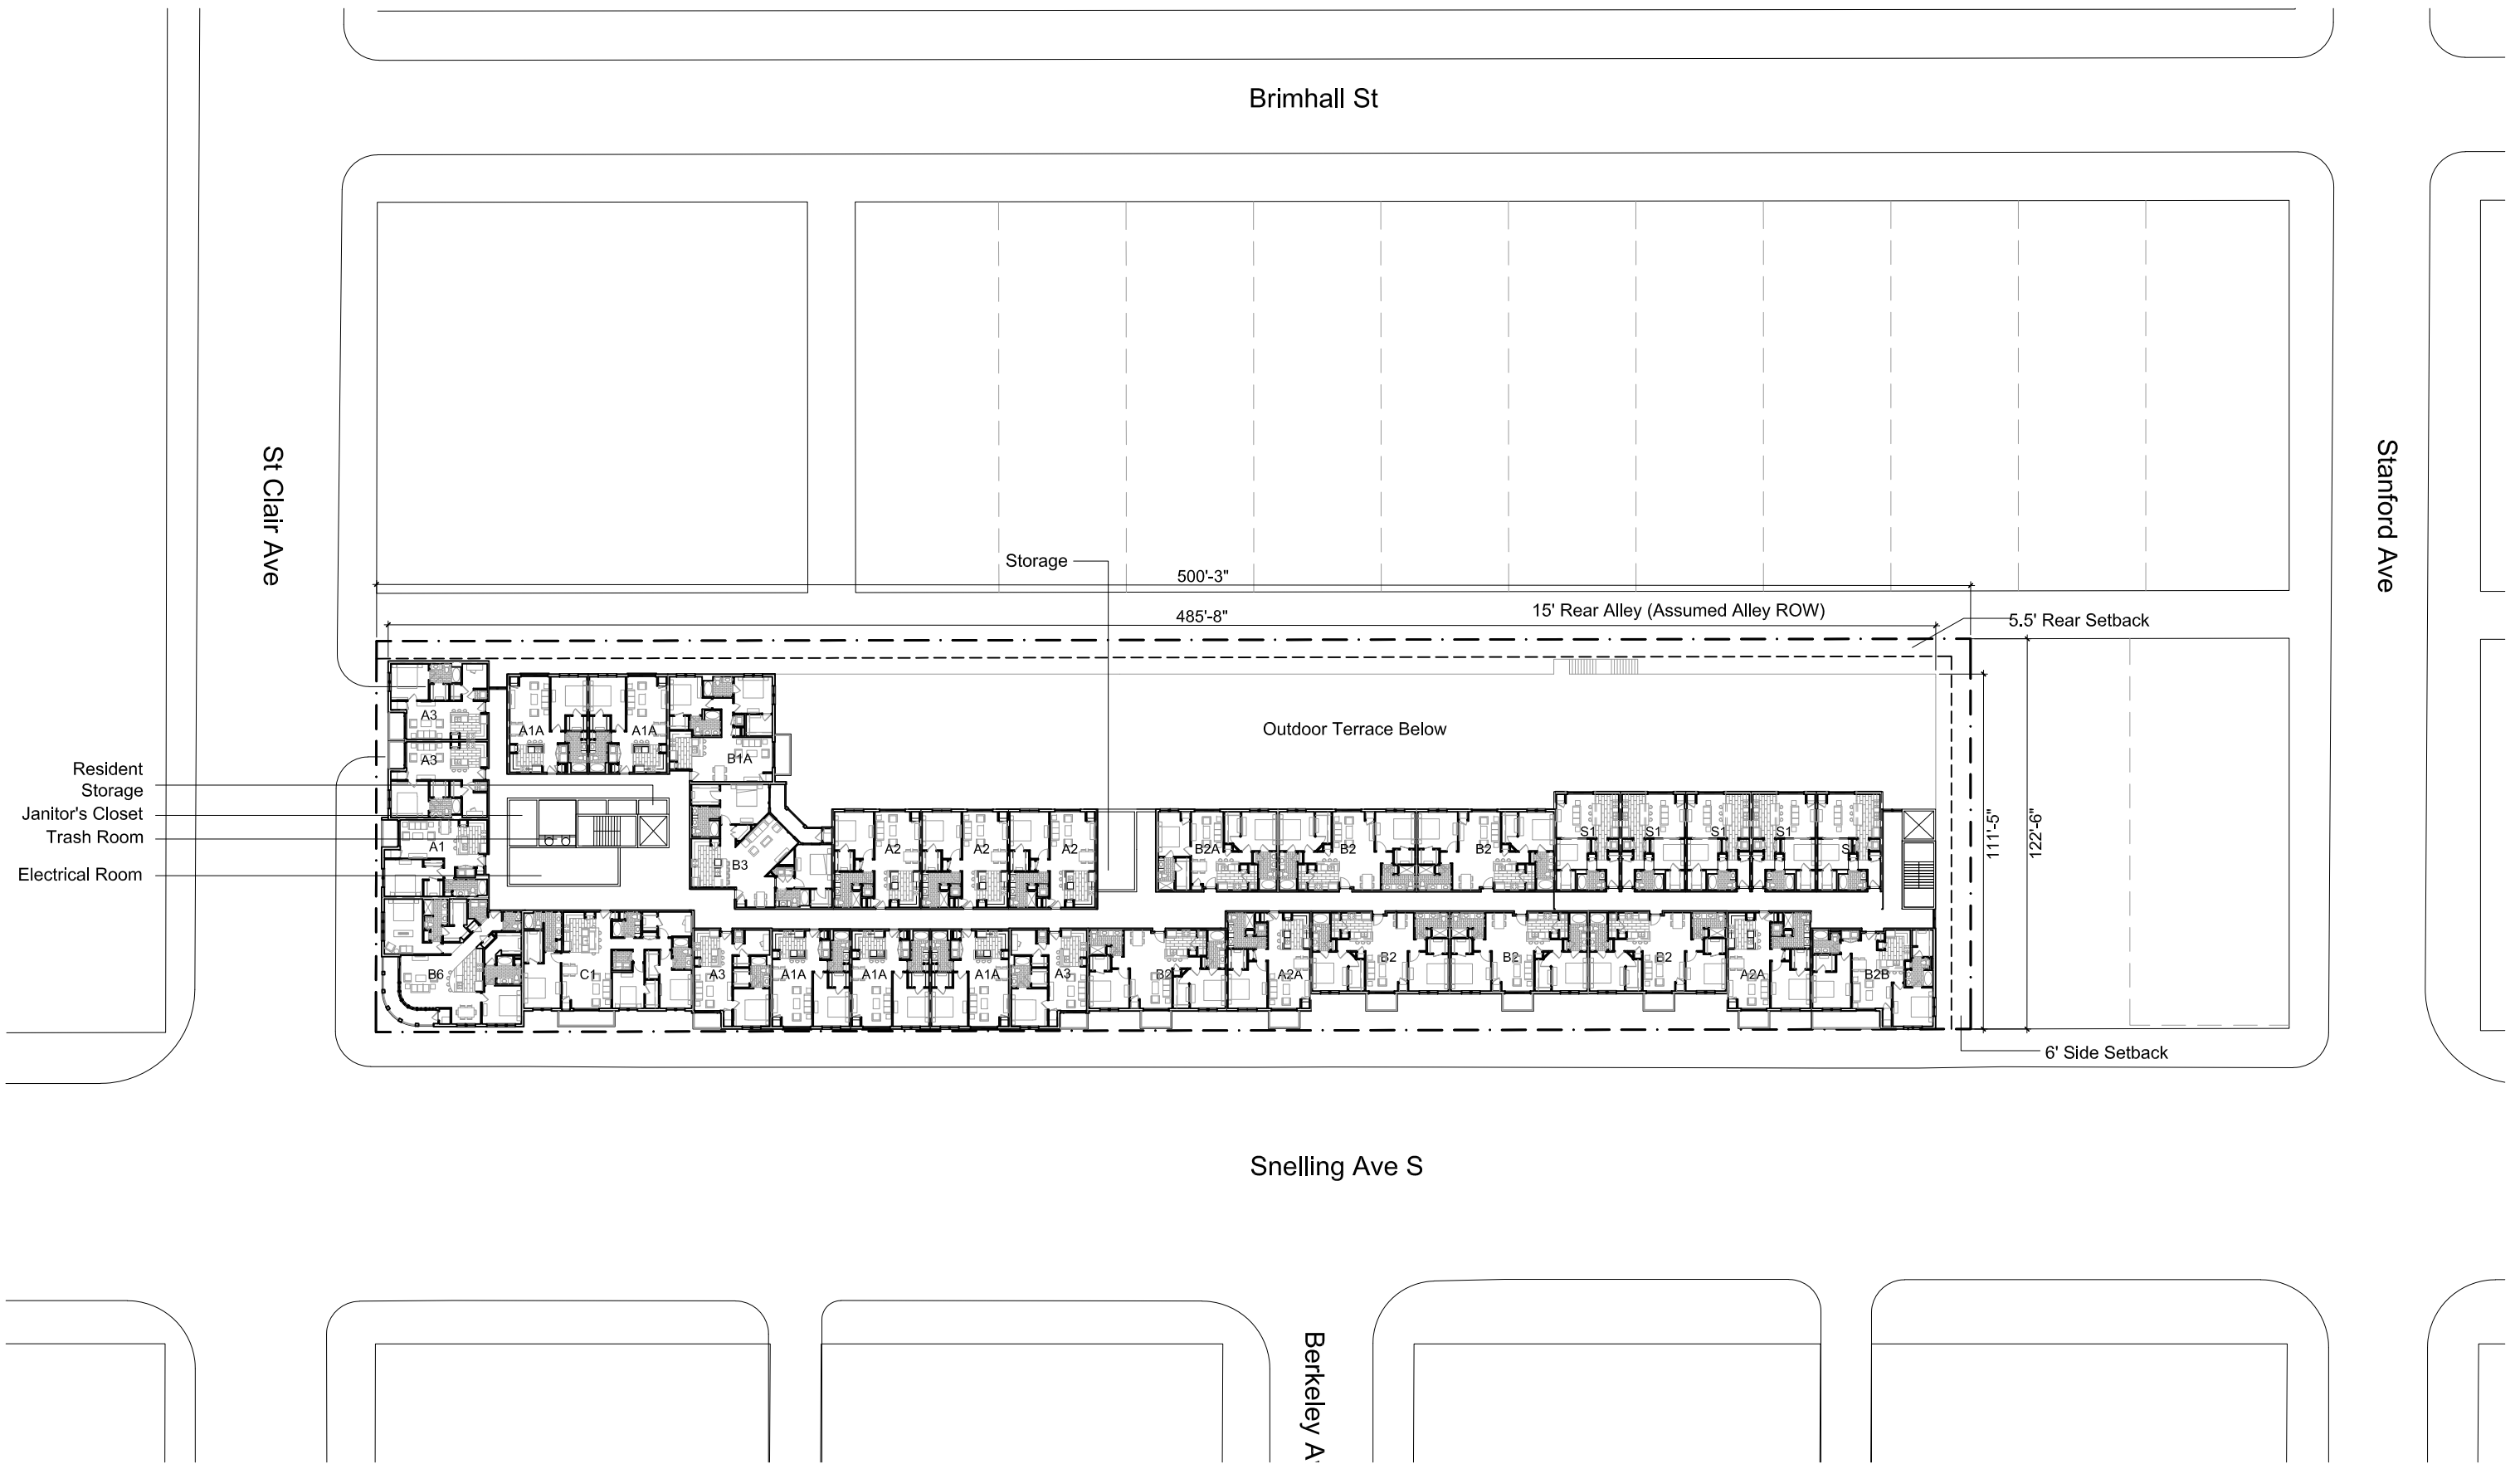 Brimhall St
St Clair Ave
Stanford Ave
Storage
500'-3"
485'-8"
15' Rear Alley (Assumed Alley ROW)
5.5' Rear Setback
A3
A1A
A1A
Outdoor Terrace Below
A3
B1A
Resident
Storage
Janitor's Closet
Trash Room
Electrical Room
A1
B3
A2
A2
A2
B2A
B2
B2
S1
S1
S1
S1
S1
111'-5"
122'-6"
B6
C1
A3
A1A
A1A
A1A
A3
B2
A2A
B2
B2
B2
A2A
B2B
6' Side Setback
Snelling Ave S
Berkeley